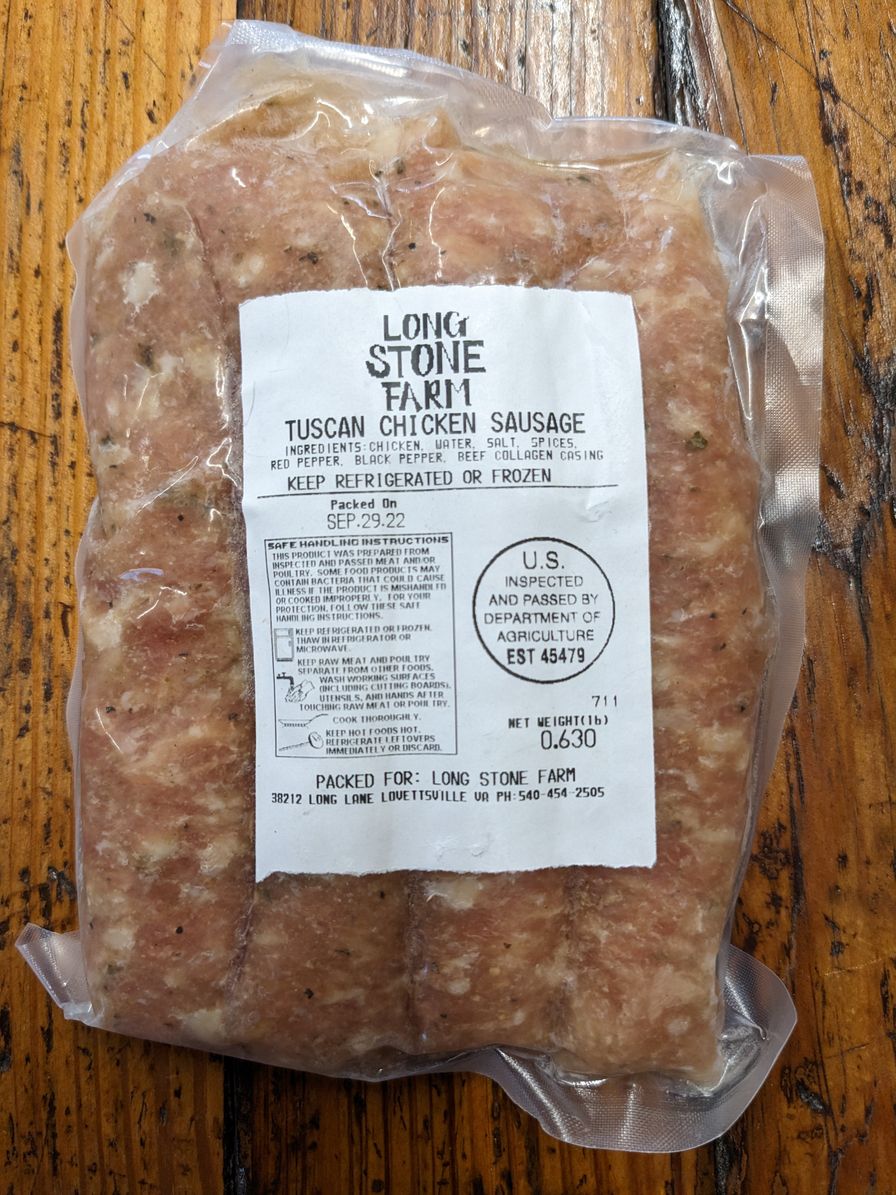 LONG
STONE
FARM
TUSCAN CHICKEN SAUSAGE
INGREDIENTS:CHICKEN, WATER, SALT, SPICES,
RED PEPPER, BLACK PEPPER, BEEF COLLAGEN CASING
KEEP REFRIGERATED OR FROZEN
Packed On
SEP.29.22
SAFE HANDLING INSTRUCTIONS
THIS PRODUCT WAS PREPARED FROM
INSPECTED AND PASSED MEAT AND/OR
POULTRY. SOME FOOD PRODUCTS MAY
CONTAIN BACTERIA THAT COULD CAUSE
ILLNESS IF THE PRODUCT IS MISHANDLED
OR COOKED IMPROPERLY. FOR YOUR
PROTECTION, FOLLOW THESE SAFE
HANDLING INSTRUCTIONS.
KEEP REFRIGERATED OR FROZEN.
THAW IN REFRIGERATOR OR
MICROWAVE.
KEEP RAW MEAT AND POULTRY
SEPARATE FROM OTHER FOODS.
WASH WORKING SURFACES
(INCLUDING CUTTING BOARDS),
UTENSILS, AND HANDS AFTER
TOUCHING RAW MEAT OR POULTRY.
COOK THOROUGHLY.
KEEP HOT FOODS HOT.
REFRIGERATE LEFTOVERS
IMMEDIATELY OR DISCARD.
U.S.
INSPECTED
AND PASSED BY
DEPARTMENT OF
AGRICULTURE
EST 45479
711
NET WEIGHT(lb)
0.630
PACKED FOR: LONG STONE FARM
38212 LONG LANE LOVETTSVILLE VA PH:540-454-2505